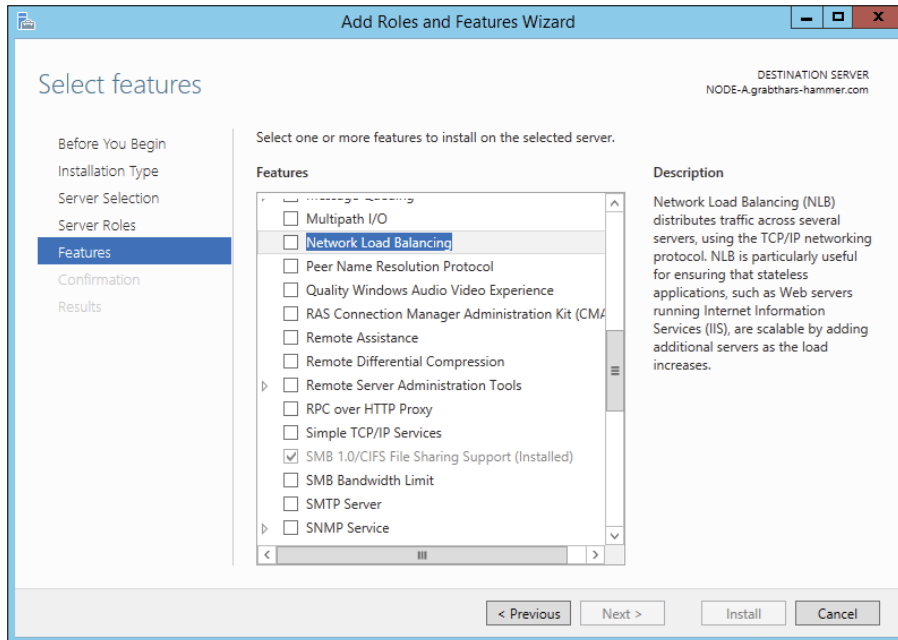 Add Roles and Features Wizard
Select features
DESTINATION SERVER
NODE-A.grabthars-hammer.com
Before You Begin
Installation Type
Server Selection
Server Roles
Features
Confirmation
Results
Select one or more features to install on the selected server.
Features
Message Queuing
Multipath I/O
Network Load Balancing
Peer Name Resolution Protocol
Quality Windows Audio Video Experience
RAS Connection Manager Administration Kit (CMA
Remote Assistance
Remote Differential Compression
Remote Server Administration Tools
RPC over HTTP Proxy
Simple TCP/IP Services
SMB 1.0/CIFS File Sharing Support (Installed)
SMB Bandwidth Limit
SMTP Server
SNMP Service
Description
Network Load Balancing (NLB)
distributes traffic across several
servers, using the TCP/IP networking
protocol. NLB is particularly useful
for ensuring that stateless
applications, such as Web servers
running Internet Information
Services (IIS), are scalable by adding
additional servers as the load
increases.
< Previous
Next >
Install
Cancel